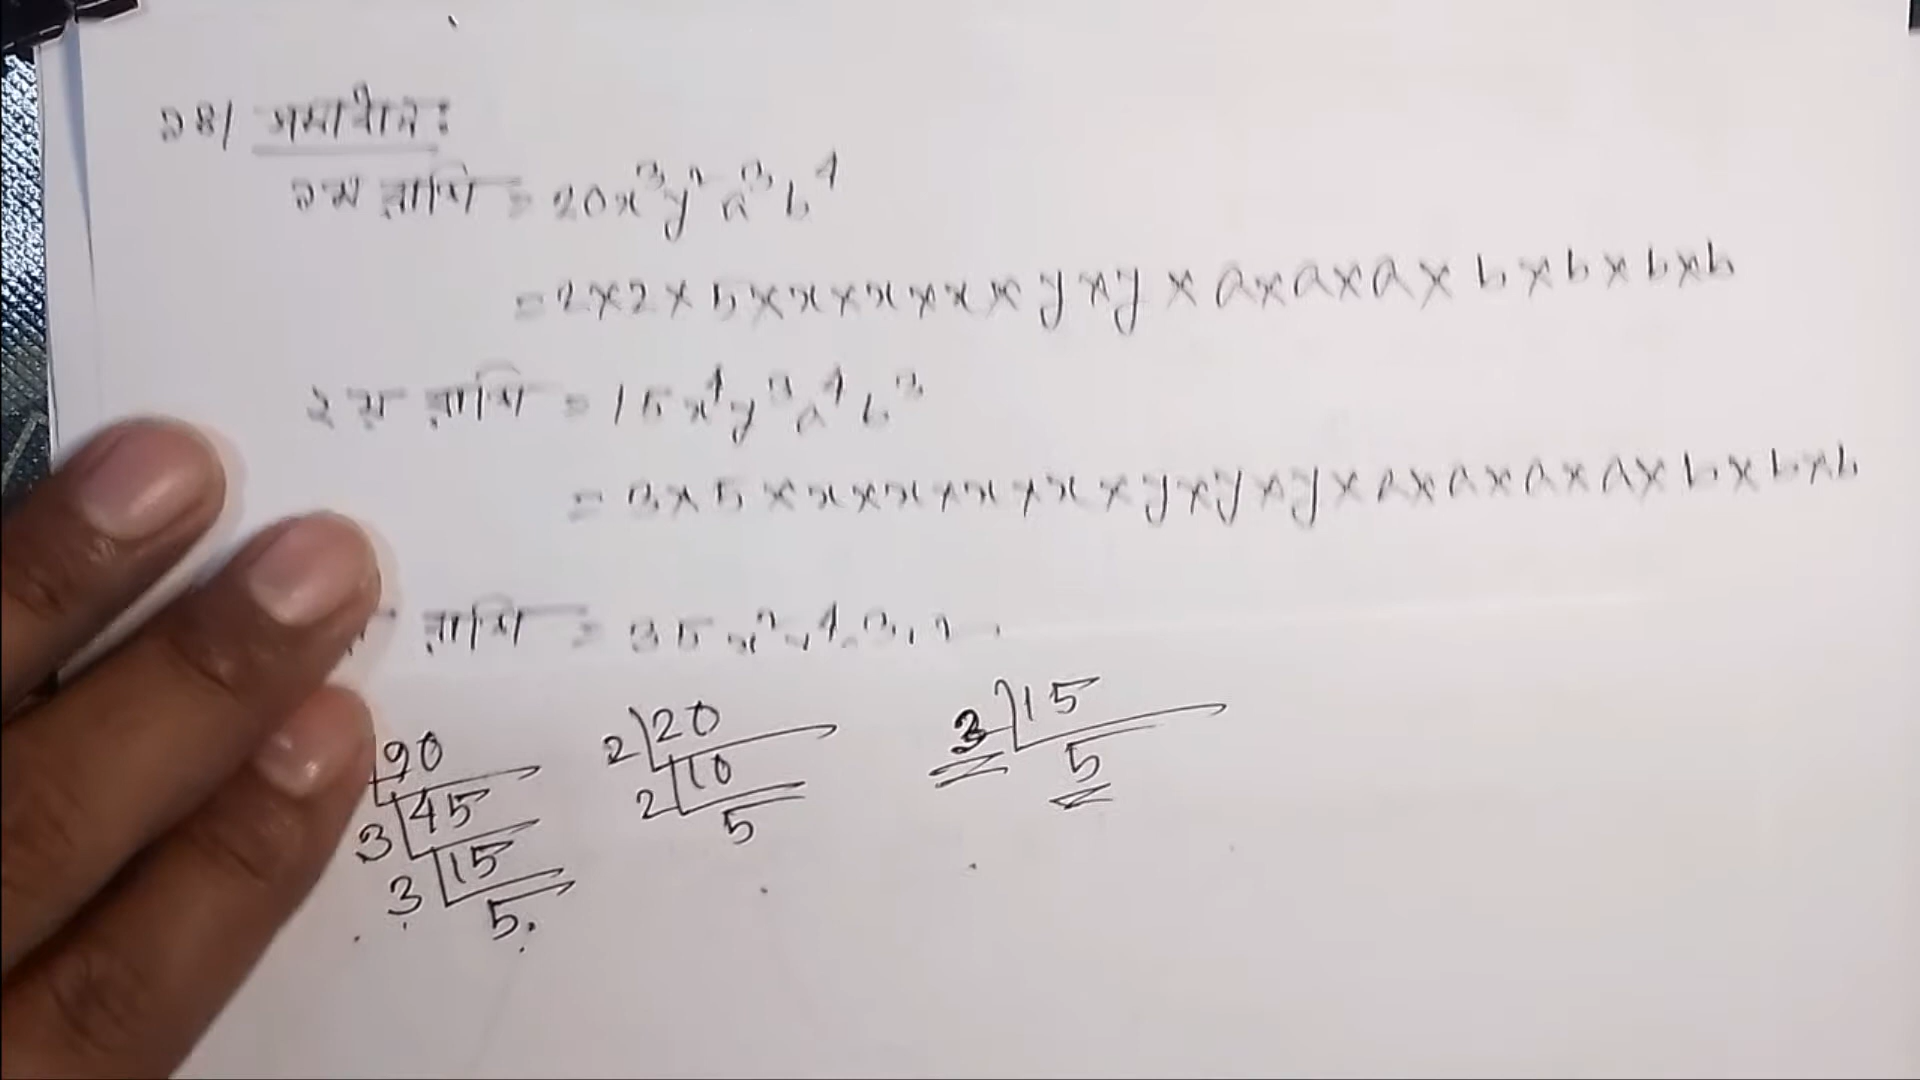 ১৪| সমাধান:
১ম রাশি = 20x³y²a³b⁴
= 2×2×5×x×x×x×y×y×a×a×a×b×b×b×b
২য় রাশি = 15x⁴y³a⁴b³
= 3×5×x×x×x×x×y×y×y×a×a×a×a×b×b×b
রাশি = 35x²y⁴
90
3 45
3 15
5
2 20
2 10
5
3 15
5